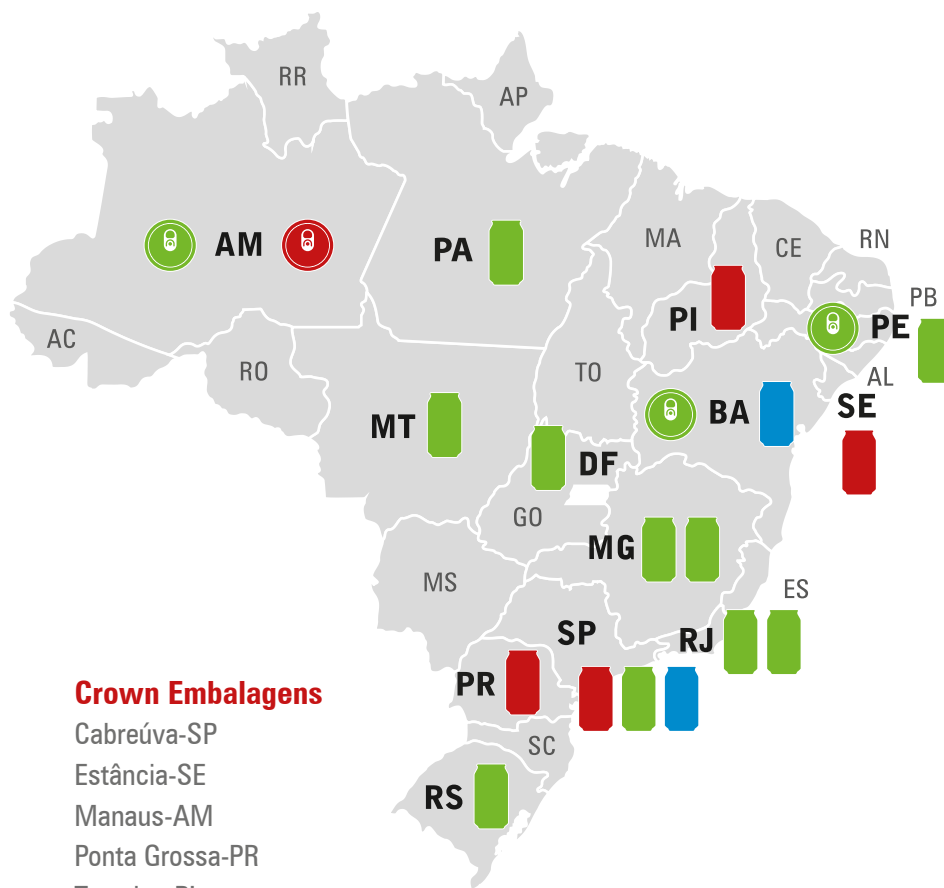 RR
AP
AM
PA
MA
CE
RN
PB
PI
PE
AC
RO
TO
AL
MT
BA
SE
DF
GO
MG
MS
ES
SP
RJ
PR
SC
RS
Crown Embalagens
Cabreúva-SP
Estância-SE
Manaus-AM
Ponta Grossa-PR